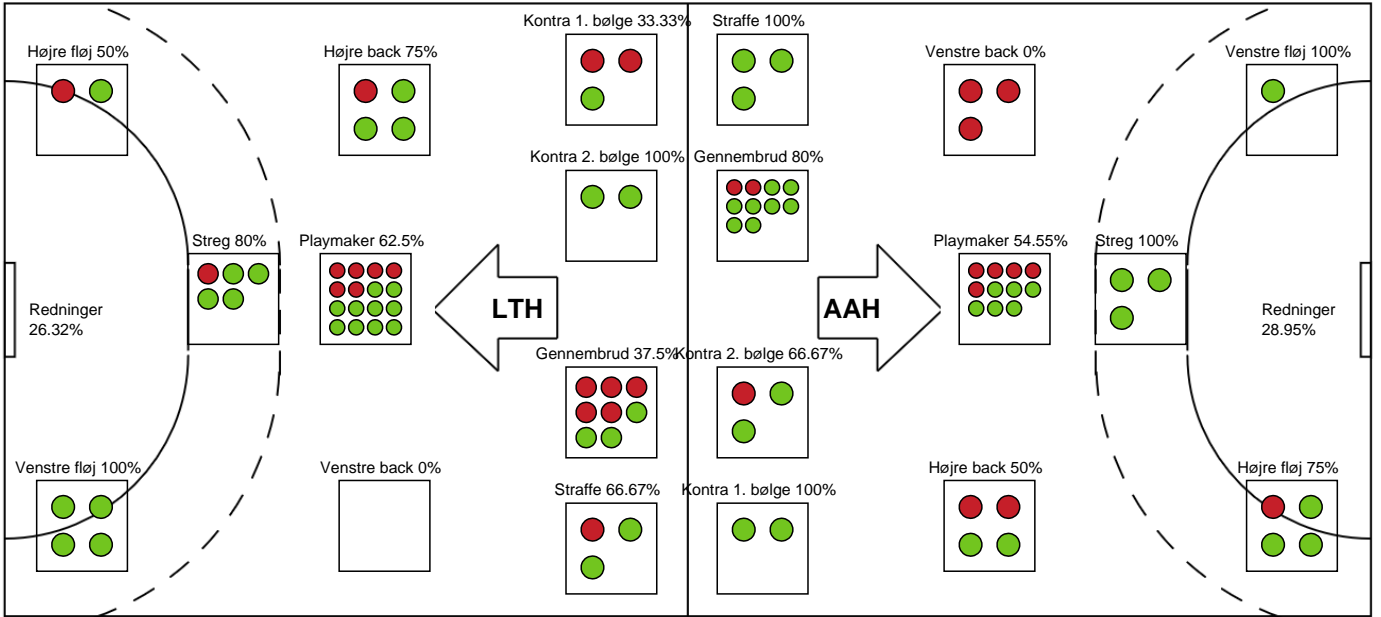 Kontra 1. bølge 33.33%
Straffe 100%
Højre fløj 50%
Højre back 75%
Venstre back 0%
Venstre fløj 100%
Kontra 2. bølge 100%
Gennembrud 80%
Streg 80%
Playmaker 62.5%
Playmaker 54.55%
Streg 100%
Redninger
26.32%
LTH
AAH
Redninger
28.95%
Gennembrud 37.5%
Kontra 2. bølge 66.67%
Venstre fløj 100%
Venstre back 0%
Straffe 66.67%
Kontra 1. bølge 100%
Højre back 50%
Højre fløj 75%